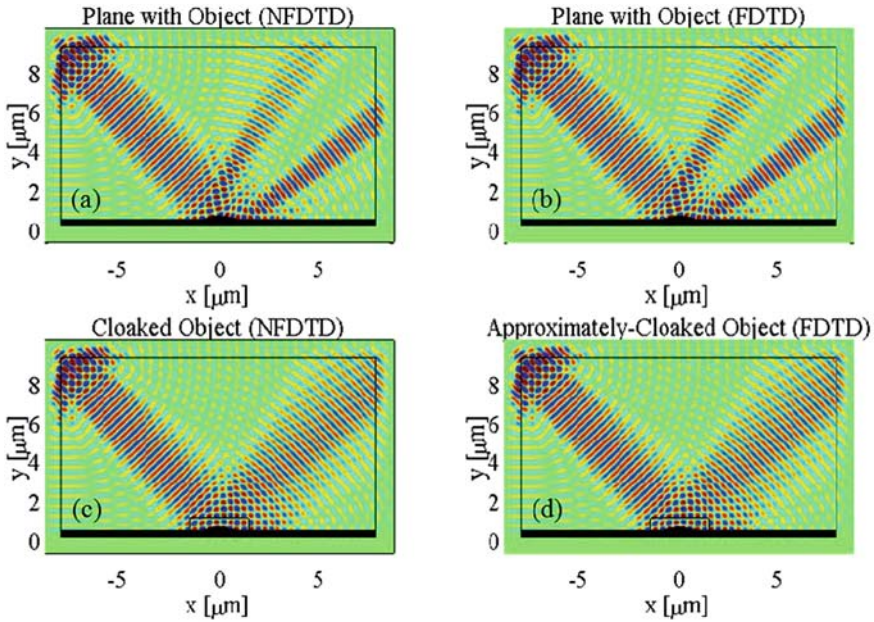 Plane with Object (NFDTD)
y [μm]
8
6
4
2
0
(a)
-5 0 5
x [μm]
Plane with Object (FDTD)
y [μm]
8
6
4
2
0
(b)
-5 0 5
x [μm]
Cloaked Object (NFDTD)
y [μm]
8
6
4
2
0
(c)
-5 0 5
x [μm]
Approximately-Cloaked Object (FDTD)
y [μm]
8
6
4
2
0
(d)
-5 0 5
x [μm]